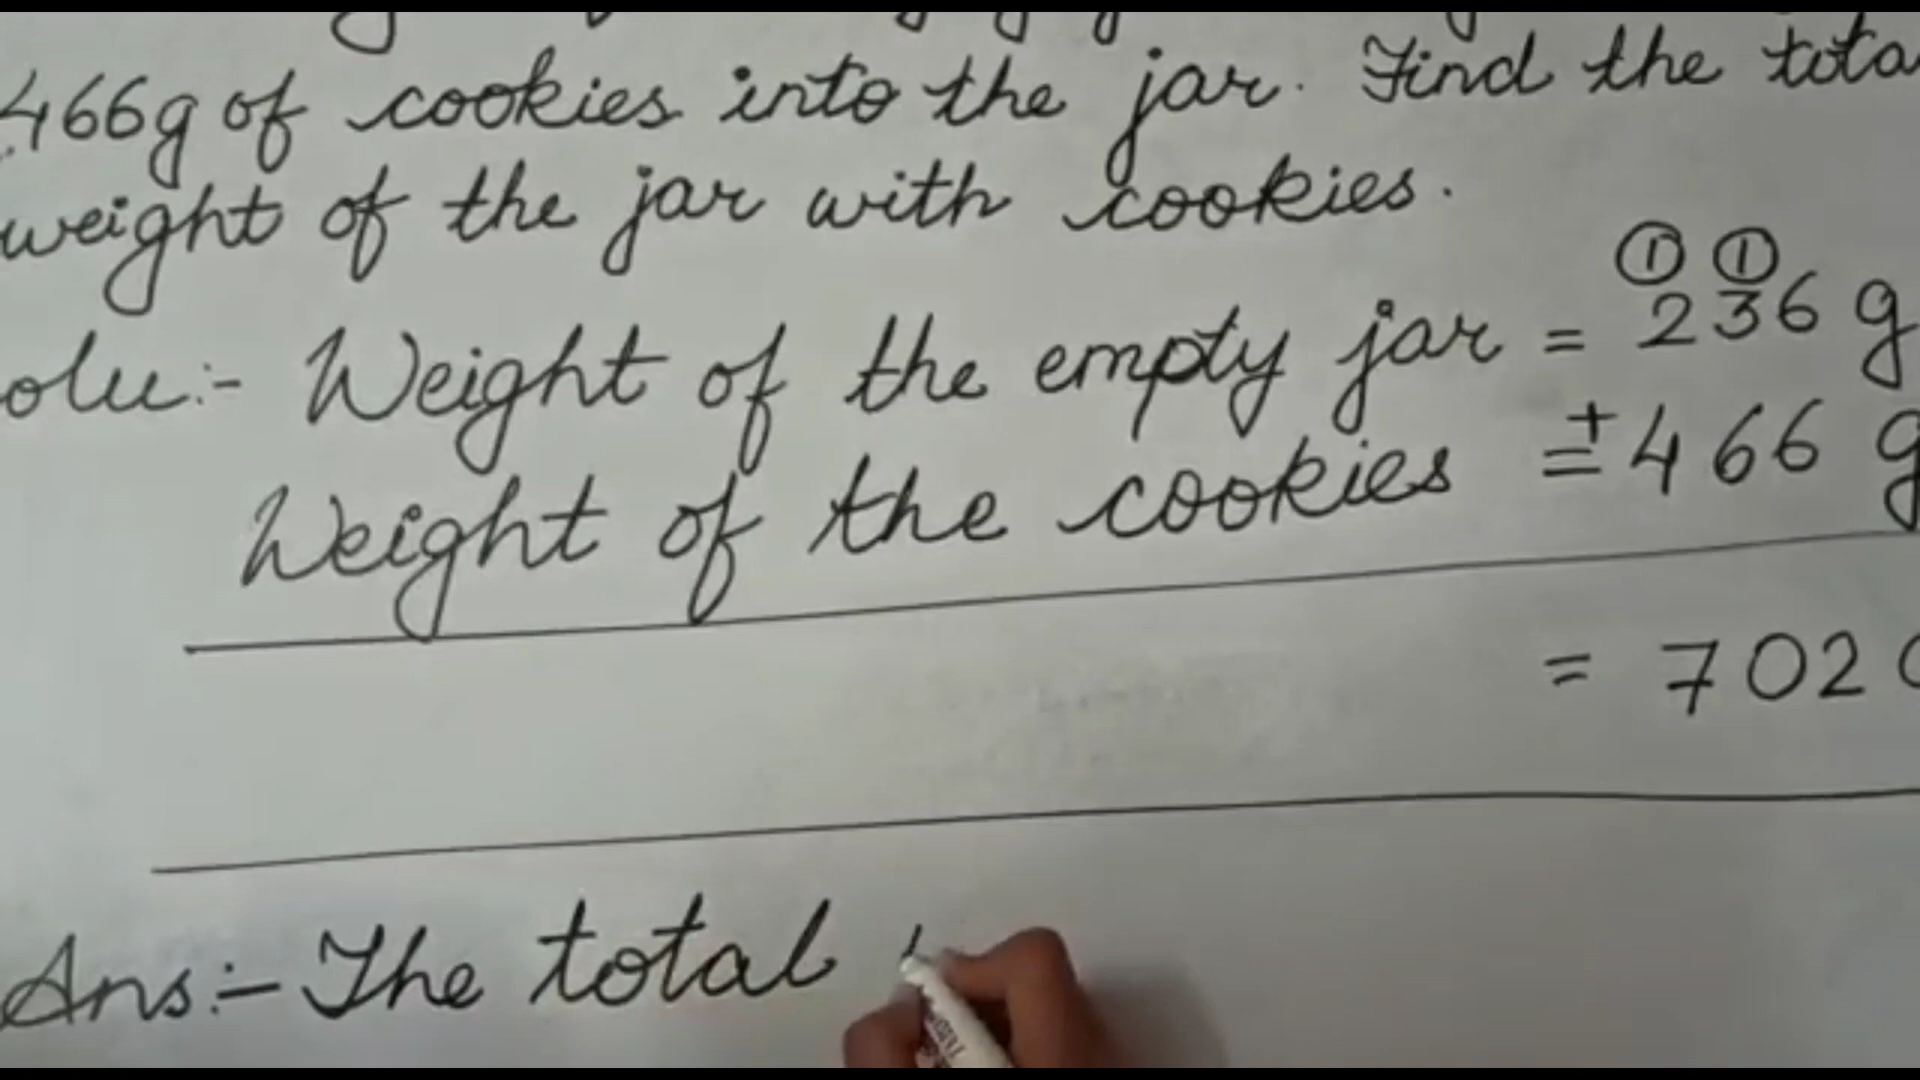 466g of cookies into the jar. Find the tota
weight of the jar with cookies.
① ①
olu:- Weight of the empty jar = 236 g
+
Weight of the cookies = 466 g
= 702
Ans:- The total